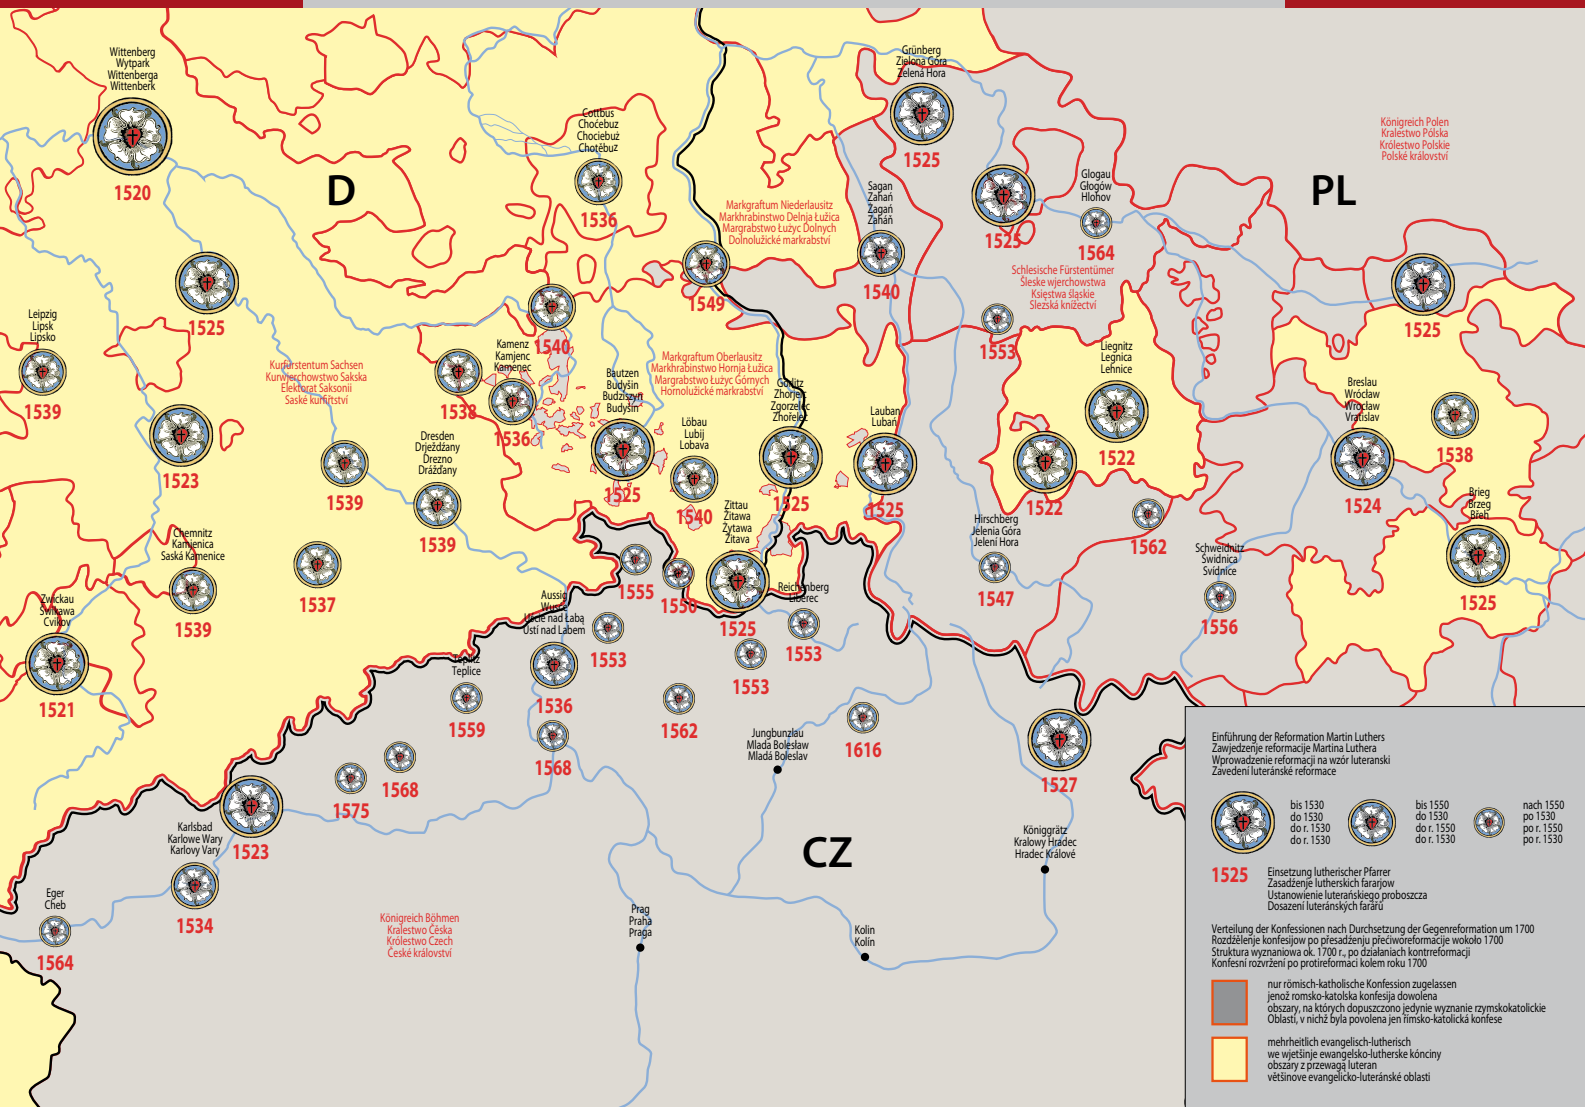 Wittenberg
Wytpark
Wittenberga
Wittenberk
1520
D
Cottbus
Choćebuz
Chociebuż
Chotěbuz
1536
Grünberg
Zielona Góra
Zelená Hora
1525
Königreich Polen
Kralestwo Pólska
Królestwo Polskie
Polské království
PL
Markgraftum Niederlausitz
Markhrabinstwo Delnja Łužica
Margrabstwo Łużyc Dolnych
Dolnolužické markrabství
Sagan
Zahań
Żagań
Zaháň
1540
1525
Glogau
Głogów
Hlohov
1564
Schlesische Fürstentümer
Šleske wjerchowstwa
Księstwa śląskie
Slezská knížectví
1553
1549
1525
1525
Leipzig
Lipsk
Lipsko
1539
Kurfürstentum Sachsen
Kurwjerchowstwo Sakska
Elektorat Saksonii
Saské kurfiřtství
1540
1538
Kamenz
Kamjenc
Kamenec
1536
Markgraftum Oberlausitz
Markhrabinstwo Hornja Łužica
Margrabstwo Łużyc Górnych
Hornolužické markrabství
Bautzen
Budyšin
Budziszyń
Budyšín
1525
Görlitz
Zhorjelc
Zgorzelec
Zhořelec
1525
Löbau
Lubij
Lobava
1540
Lauban
Lubań
1525
Liegnitz
Legnica
Lehnice
1522
1522
Breslau
Wrócław
Wrocław
Vratislav
1524
1538
1523
1539
Dresden
Drježdźany
Drezno
Drážďany
1539
Zittau
Žitawa
Żytawa
Žitava
1525
Hirschberg
Jelenia Góra
Jelení Hora
1547
1562
Schweidnitz
Świdnica
Svídnice
1556
Brieg
Brzeg
Břeh
1525
Chemnitz
Kamjenica
Saská Kamenice
1539
1537
Zwickau
Šwikawa
Cvikov
1521
1555
1550
Reichenberg
Liberec
1553
Aussig
Wusće
Uście nad Łabą
Ústí nad Labem
1536
1553
1553
Teplitz
Teplice
1559
1562
1568
1568
1575
1523
Jungbunzlau
Mladá Bolesław
Mladá Boleslav
1616
1527
CZ
Karlsbad
Karlowe Wary
Karlovy Vary
1534
Eger
Cheb
1564
Königreich Böhmen
Kralestwo Čěska
Królestwo Czech
České království
Prag
Praha
Praga
Kolin
Kolín
Königgrätz
Kralowy Hradec
Hradec Králové
Einführung der Reformation Martin Luthers
Zawjedzenje reformacije Martina Luthera
Wprowadzenie reformacji na wzór luteranski
Zavedení luteránské reformace
bis 1530
do 1530
do r. 1530
do r. 1530
bis 1550
do 1530
do r. 1550
do r. 1530
nach 1550
po 1530
po r. 1550
po r. 1530
1525
Einsetzung lutherischer Pfarrer
Zasadźenje lutherskich fararjow
Ustanowienie luterańskiego proboszcza
Dosazení luteránských farářů
Verteilung der Konfessionen nach Durchsetzung der Gegenreformation um 1700
Rozdźělenje konfesijow po přesadźenju přećiworeformacije wokoło 1700
Struktura wyznaniowa ok. 1700 r., po działaniach kontrreformacji
Konfesní rozvržení po protireformaci kolem roku 1700
nur römisch-katholische Konfession zugelassen
jenož romsko-katolska konfesija dowolena
obszary, na których dopuszczono jedynie wyznanie rzymskokatolickie
Oblasti, v nichž byla povolena jen římsko-katolická konfese
mehrheitlich evangelisch-lutherisch
we wjetšinje ewangelsko-lutherske kónciny
obszary z przewagą luteran
většinove evangelicko-luteránské oblasti